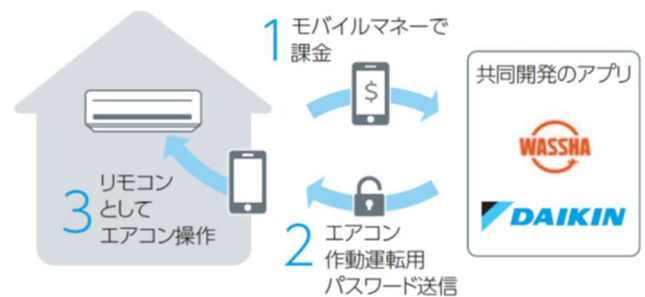 1 モバイルマネーで
課金
$
共同開発のアプリ
WASSHA
DAIKIN
2 エアコン
作動運転用
パスワード送信
3 リモコン
として
エアコン操作